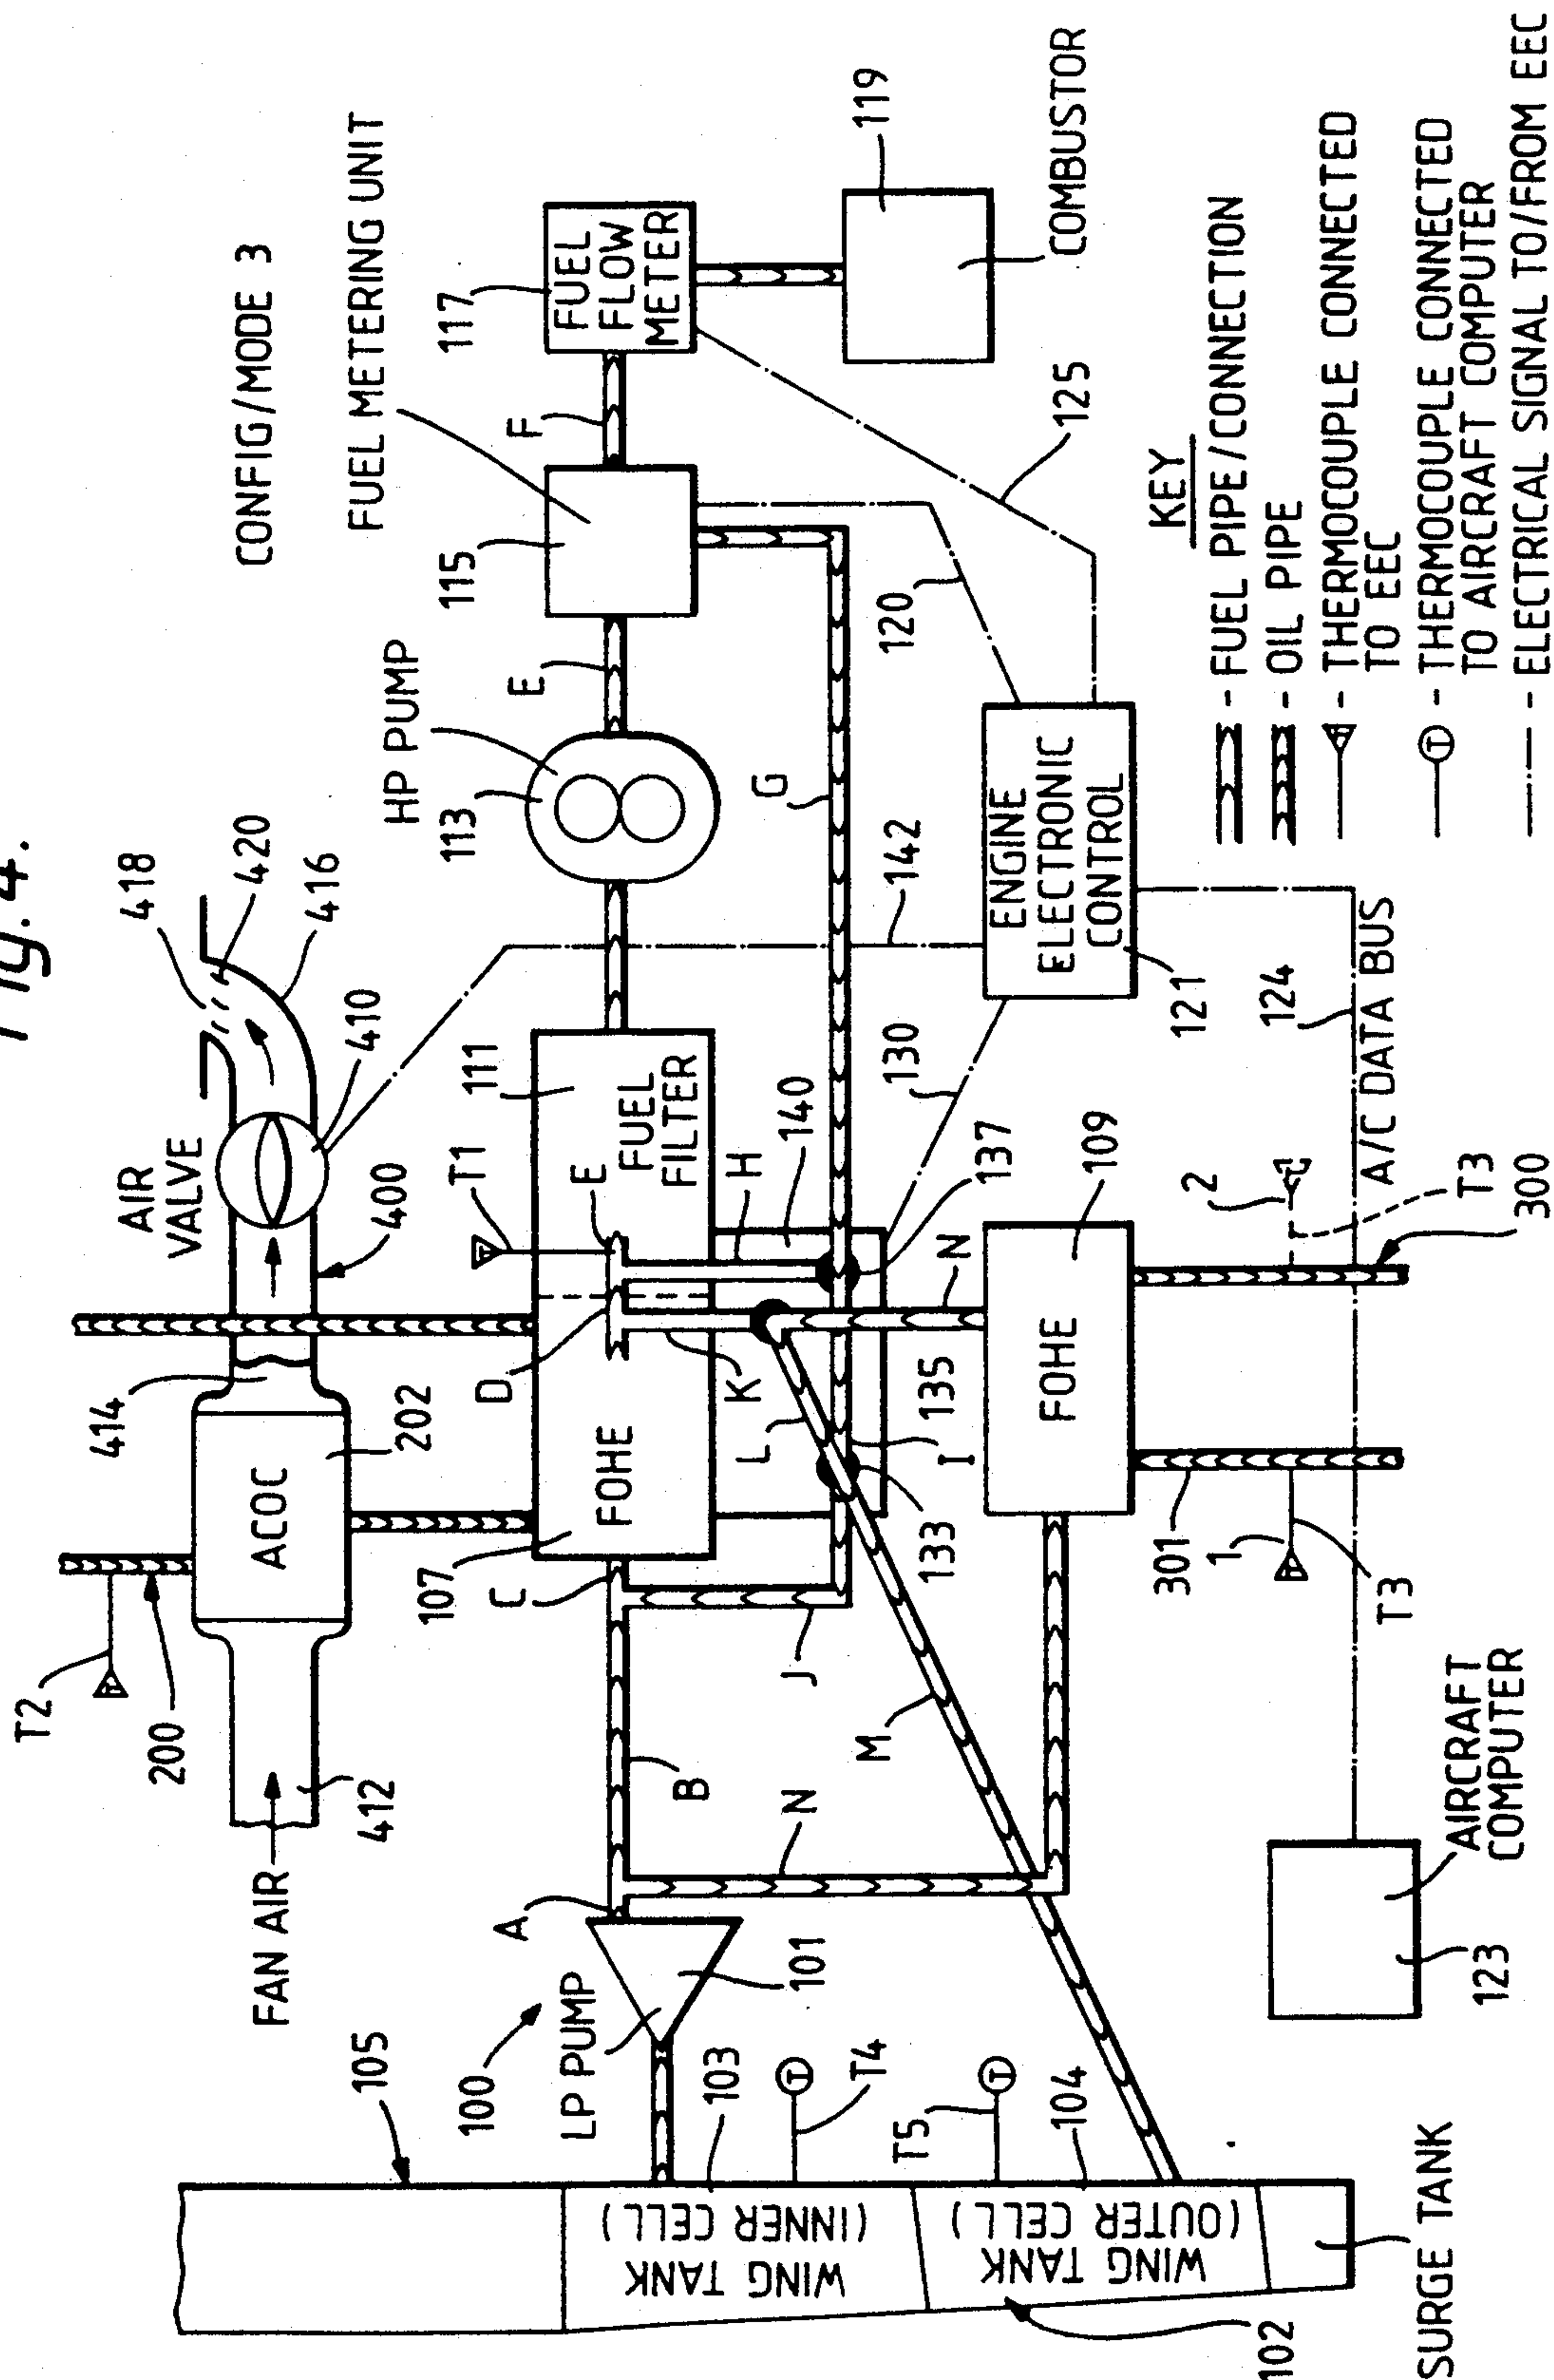 Fig. 4.
CONFIG/MODE 3
FUEL METERING UNIT
418
420
416
410
AIR
VALVE
400
414
202
ACOC
T2
200
412
FAN AIR
HP PUMP
113
E
115
F
117
FUEL
FLOW
METER
119
COMBUSTOR
125
120
G
142
111
FUEL
FILTER
T1
E
D
H
140
130
137
K
L
FOHE
107
C
J
I
135
133
N
ENGINE
ELECTRONIC
CONTROL
121
124
A/C DATA BUS
109
FOHE
2
T3
300
301
1
T3
M
B
N
A
101
LP PUMP
100
105
103
T4
T5
104
WING TANK
(INNER CELL)
WING TANK
(OUTER CELL)
102
SURGE TANK
AIRCRAFT
COMPUTER
123
KEY
- FUEL PIPE/CONNECTION
- OIL PIPE
T - THERMOCOUPLE CONNECTED
TO EEC
T - THERMOCOUPLE CONNECTED
TO AIRCRAFT COMPUTER
- ELECTRICAL SIGNAL TO/FROM EEC